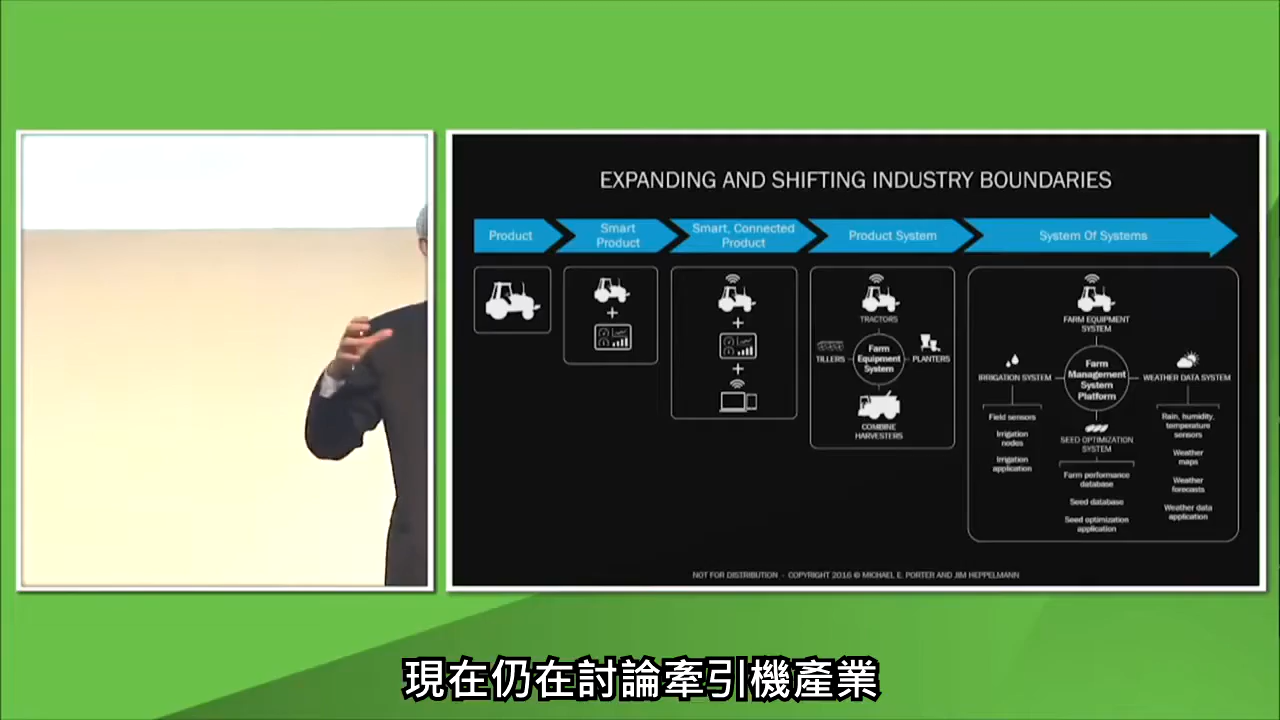 EXPANDING AND SHIFTING INDUSTRY BOUNDARIES
Product
Smart
Product
Smart, Connected
Product
Product System
System Of Systems
TRACTORS
TILLERS
Farm
Equipment
System
PLANTERS
COMBINE
HARVESTERS
FARM EQUIPMENT
SYSTEM
IRRIGATION SYSTEM
Farm
Management
System
Platform
WEATHER DATA SYSTEM
Field sensors
Irrigation
nodes
Irrigation
application
SEED OPTIMIZATION
SYSTEM
Farm performance
database
Seed database
Seed optimization
application
Rain, humidity,
temperature
sensors
Weather
maps
Weather
forecasts
Weather data
application
NOT FOR DISTRIBUTION - COPYRIGHT 2016 © MICHAEL E. PORTER AND JIM HEPPELMANN
現在仍在討論牽引機產業